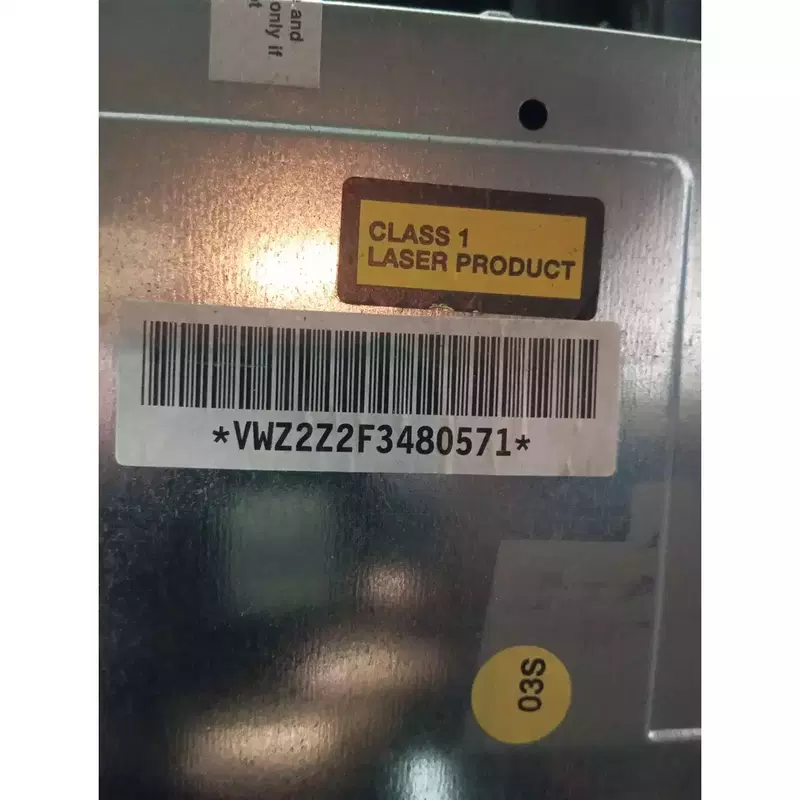 and
only if
CLASS 1
LASER PRODUCT
*VWZ2Z2F3480571*
03S